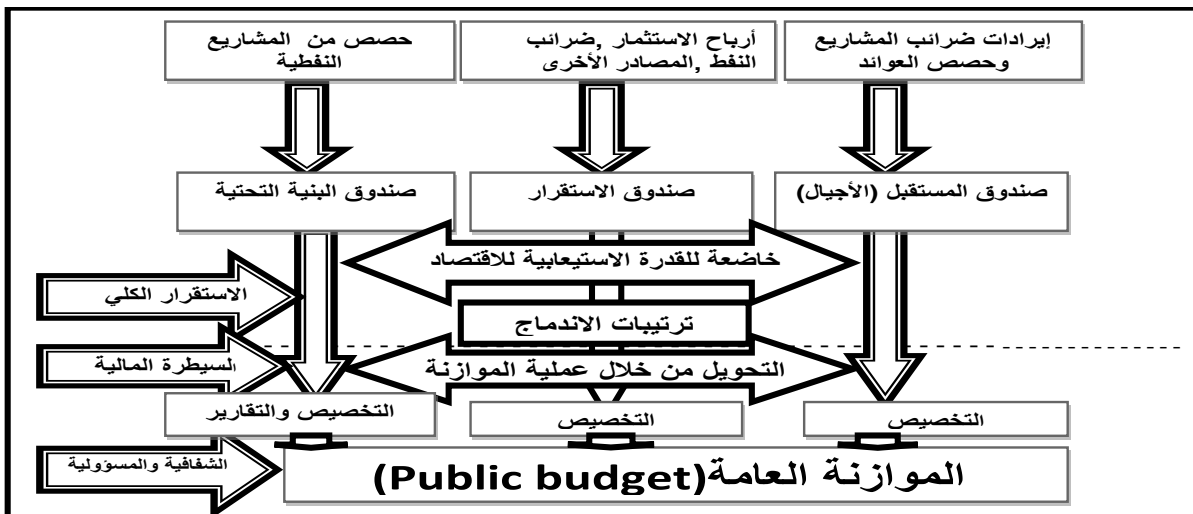 إيرادات ضرائب المشاريع
وحصص العوائد
أرباح الاستثمار ,ضرائب
النفط ,المصادر الأخرى
حصص من المشاريع
النفطية
صندوق المستقبل (الأجيال)
صندوق الاستقرار
صندوق البنية التحتية
خاضعة للقدرة الاستيعابية للاقتصاد
الاستقرار الكلي
ترتيبات الاندماج
التحويل من خلال عملية الموازنة
السيطرة المالية
التخصيص
التخصيص
التخصيص والتقارير
الشفافية والمسؤولية
الموازنة العامة(Public budget)